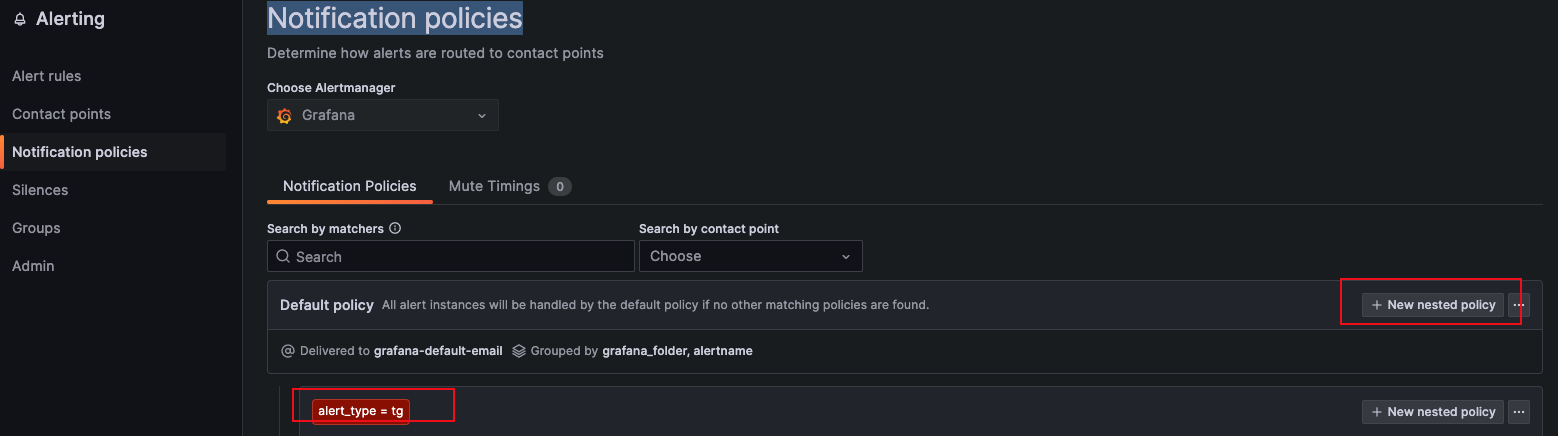 Alerting
Alert rules
Contact points
Notification policies
Silences
Groups
Admin
Notification policies
Determine how alerts are routed to contact points
Choose Alertmanager
Grafana
Notification Policies Mute Timings 0
Search by matchers Search by contact point
Search Choose
Default policy All alert instances will be handled by the default policy if no other matching policies are found. + New nested policy ...
@ Delivered to grafana-default-email Grouped by grafana_folder, alertname
alert_type = tg + New nested policy ...